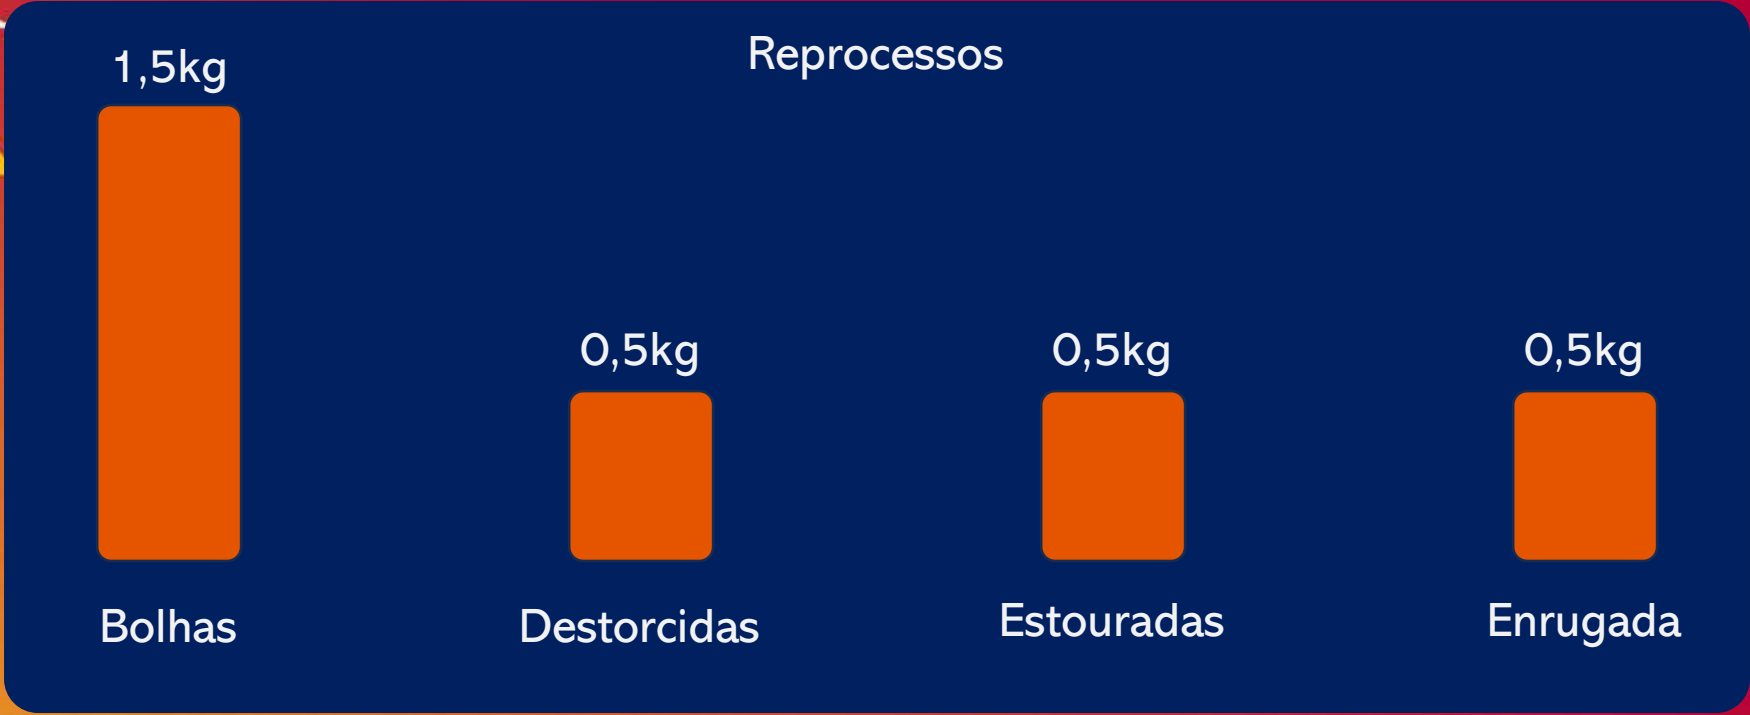 Reprocessos
1,5kg
0,5kg
0,5kg
0,5kg
Bolhas
Destorcidas
Estouradas
Enrugada